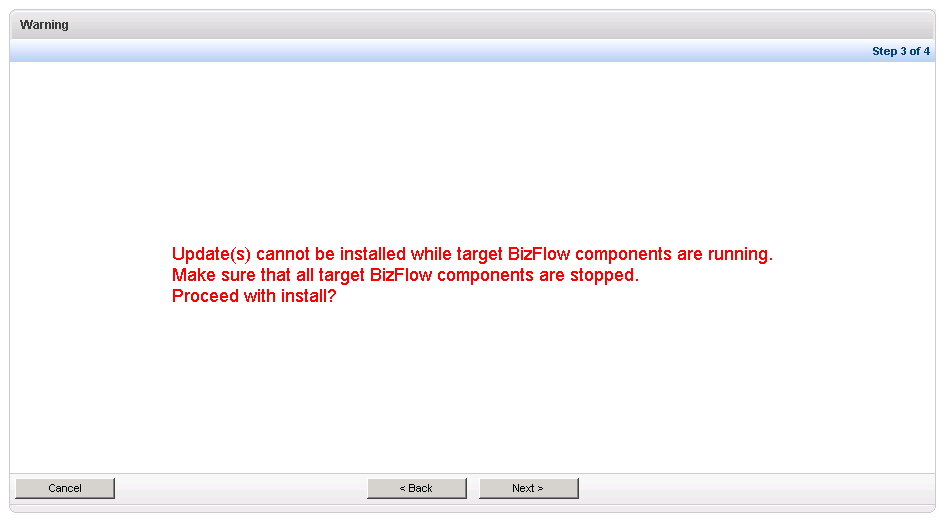 Warning
Step 3 of 4
Update(s) cannot be installed while target BizFlow components are running.
Make sure that all target BizFlow components are stopped.
Proceed with install?
Cancel
< Back
Next >